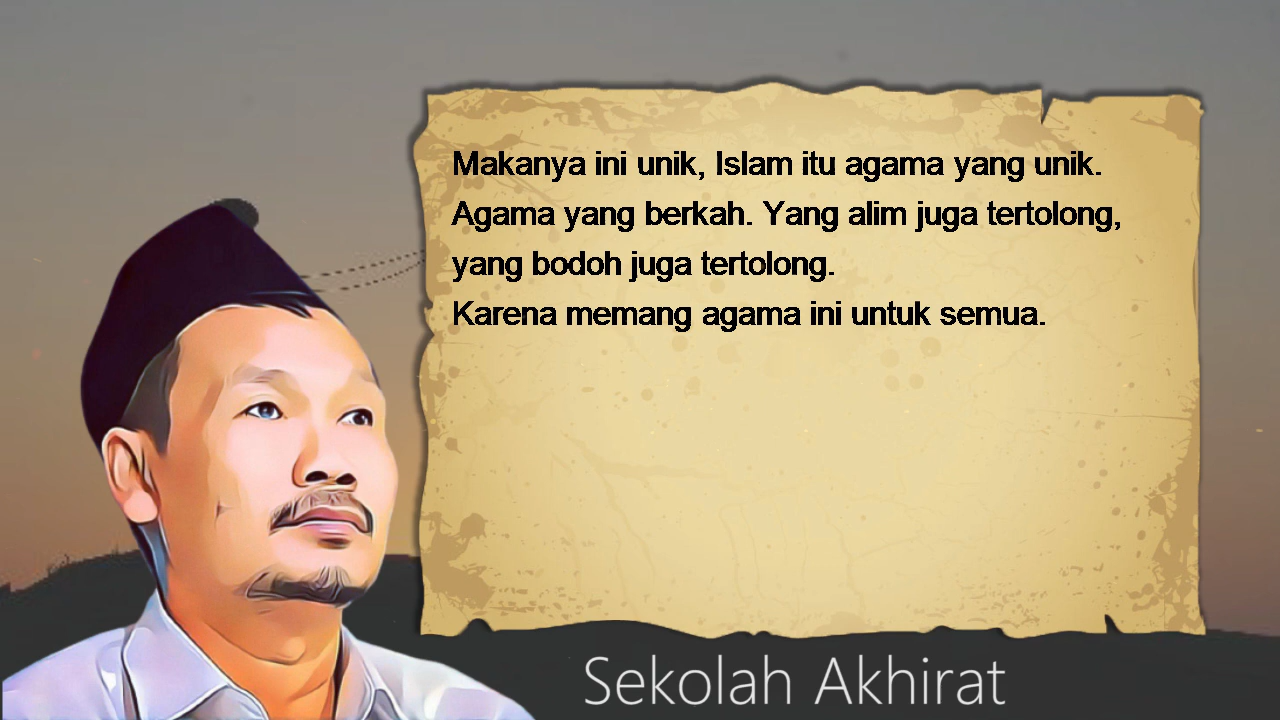 Makanya ini unik, Islam itu agama yang unik.
Agama yang berkah. Yang alim juga tertolong,
yang bodoh juga tertolong.
Karena memang agama ini untuk semua.
Sekolah Akhirat